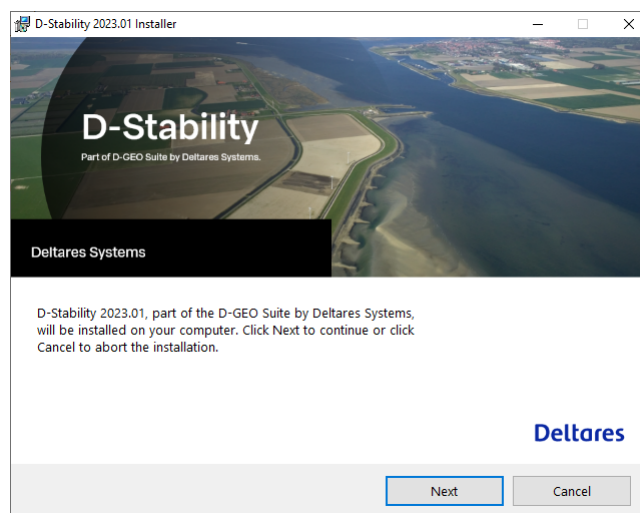 D-Stability 2023.01 Installer
D-Stability
Part of D-GEO Suite by Deltares Systems.
Deltares Systems
D-Stability 2023.01, part of the D-GEO Suite by Deltares Systems,
will be installed on your computer. Click Next to continue or click
Cancel to abort the installation.
Deltares
Next
Cancel